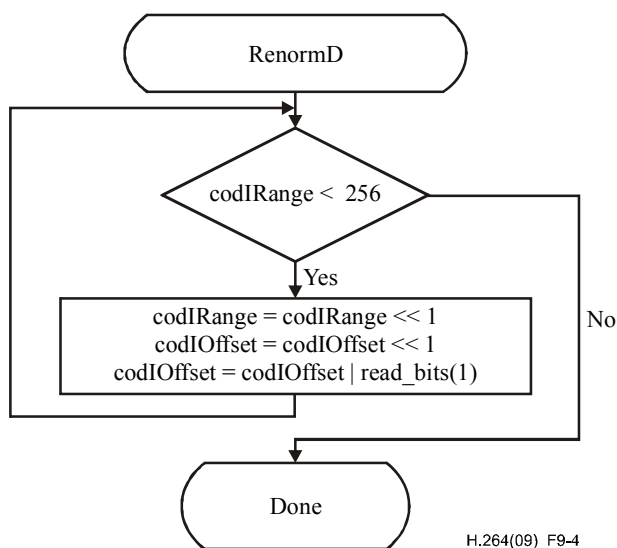 RenormD
codIRange < 256
Yes
codIRange = codIRange << 1
codIOffset = codIOffset << 1
codIOffset = codIOffset | read_bits(1)
No
Done
H.264(09)_F9-4